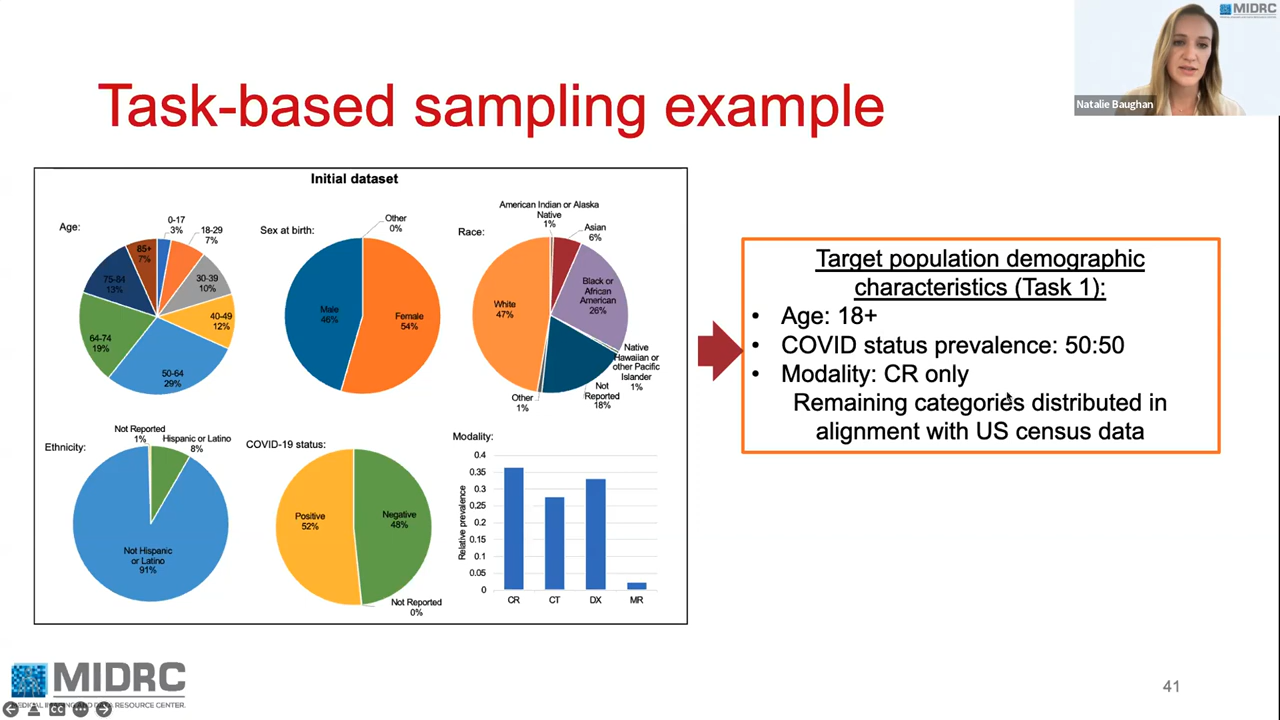 MIDRC
Natalie Baughan
Task-based sampling example
Initial dataset
Age:
0-17
3%
18-29
7%
30-39
10%
40-49
12%
50-64
29%
64-74
19%
75-84
13%
85+
7%
Sex at birth:
Other
0%
Male
46%
Female
54%
Race:
American Indian or Alaska
Native
1%
Asian
6%
Black or
African
American
26%
Native
Hawaiian or
other Pacific
Islander
1%
Not
Reported
18%
Other
1%
White
47%
Ethnicity:
Not Reported
1%
Hispanic or Latino
8%
Not Hispanic
or Latino
91%
COVID-19 status:
Positive
52%
Negative
48%
Not Reported
0%
Modality:
Relative prevalence
0.4
0.35
0.3
0.25
0.2
0.15
0.1
0.05
0
CR
CT
DX
MR
Target population demographic
characteristics (Task 1):
• Age: 18+
• COVID status prevalence: 50:50
• Modality: CR only
Remaining categories distributed in
alignment with US census data
MIDRC
MEDICAL IMAGING AND DATA RESOURCE CENTER.
41